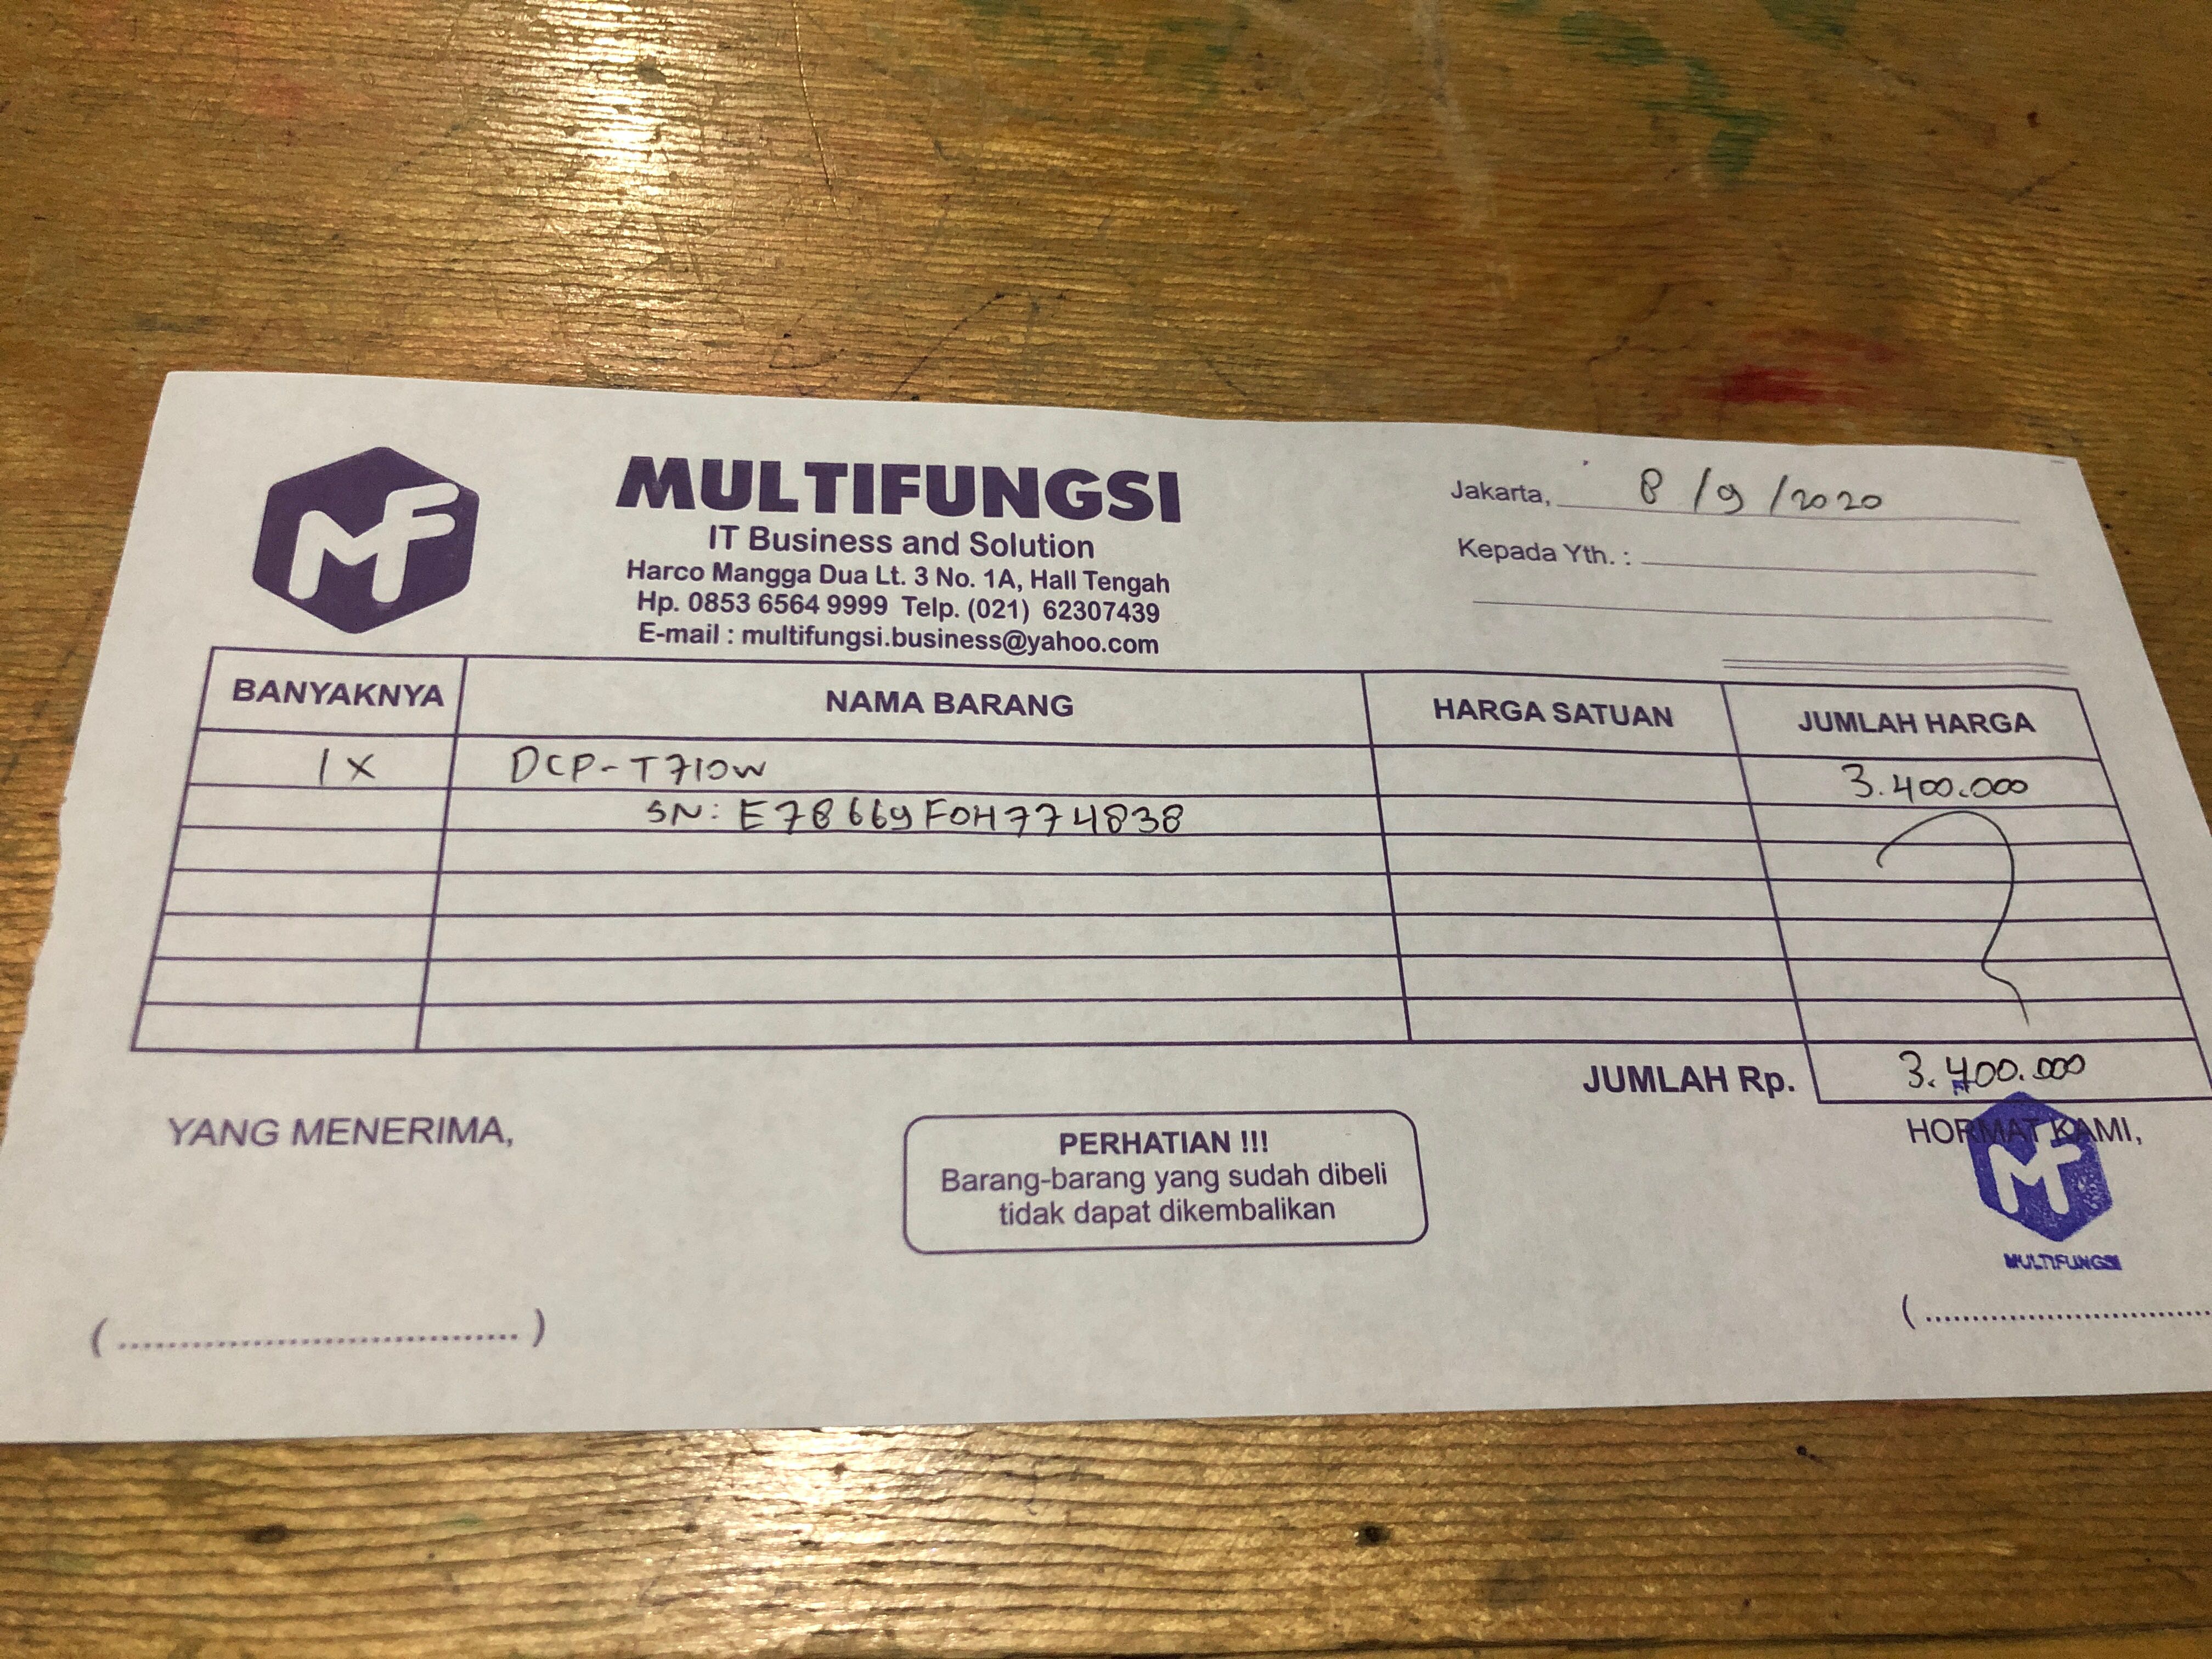 MF
MULTIFUNGSI
IT Business and Solution
Harco Mangga Dua Lt. 3 No. 1A, Hall Tengah
Hp. 0853 6564 9999 Telp. (021) 62307439
E-mail : multifungsi.business@yahoo.com
Jakarta, 8/9/2020
Kepada Yth. :
BANYAKNYA NAMA BARANG HARGA SATUAN JUMLAH HARGA
1X DCP-T710W 3.400.000
SN: E78669F0H774838
JUMLAH Rp. 3.400.000
YANG MENERIMA,
PERHATIAN !!!
Barang-barang yang sudah dibeli
tidak dapat dikembalikan
HORMAT KAMI,
MF
MULTIFUNGSI
(.................................)
(.................................